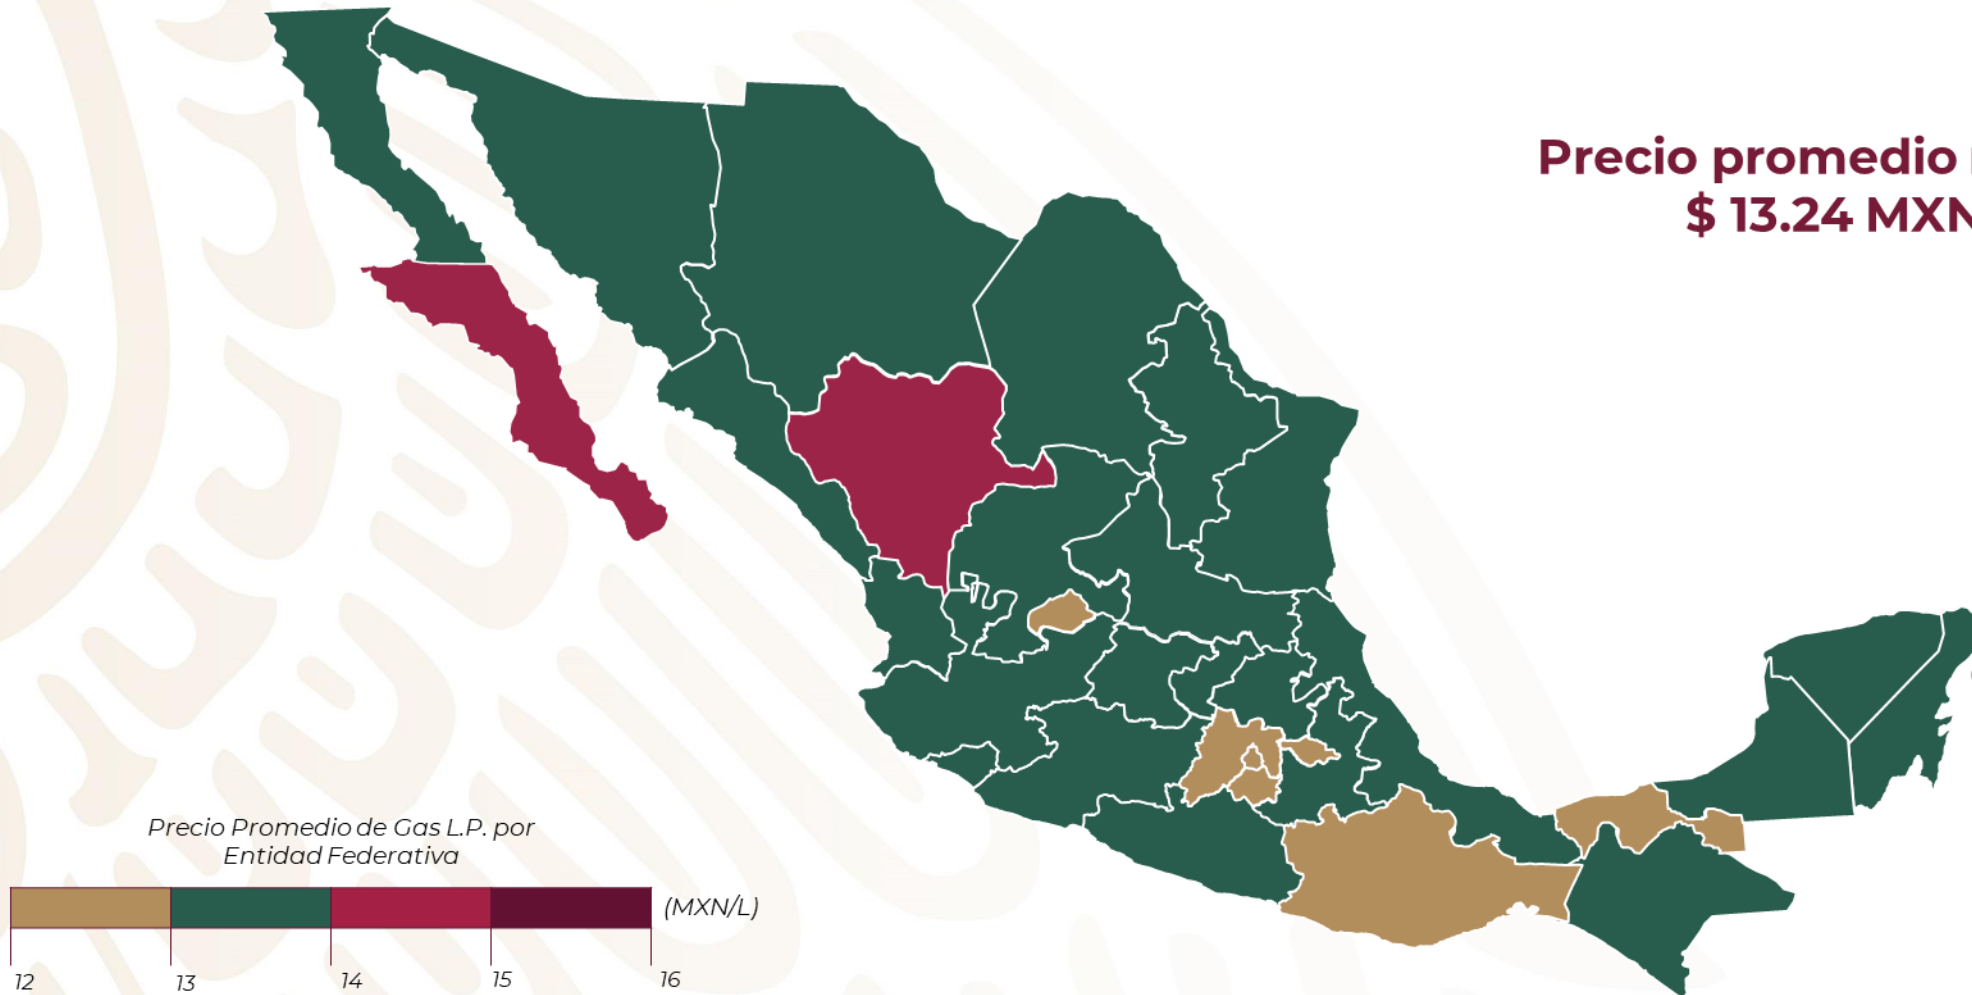 Precio promedio
$ 13.24 MXN
Precio Promedio de Gas L.P. por
Entidad Federativa
(MXN/L)
12 13 14 15 16